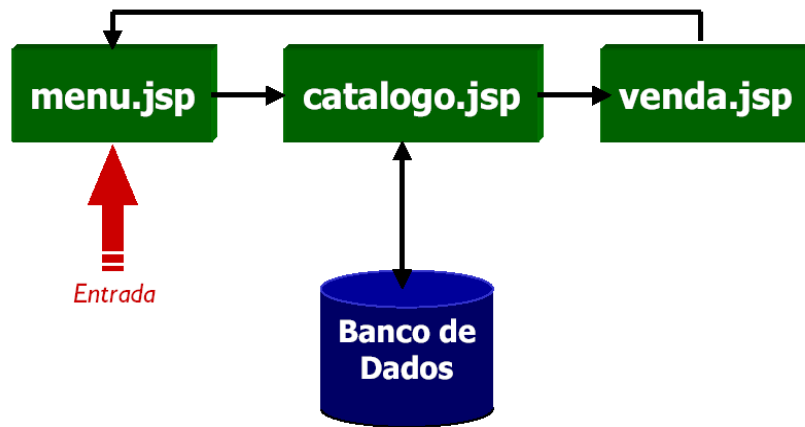 menu.jsp
catalogo.jsp
venda.jsp
Entrada
Banco de
Dados